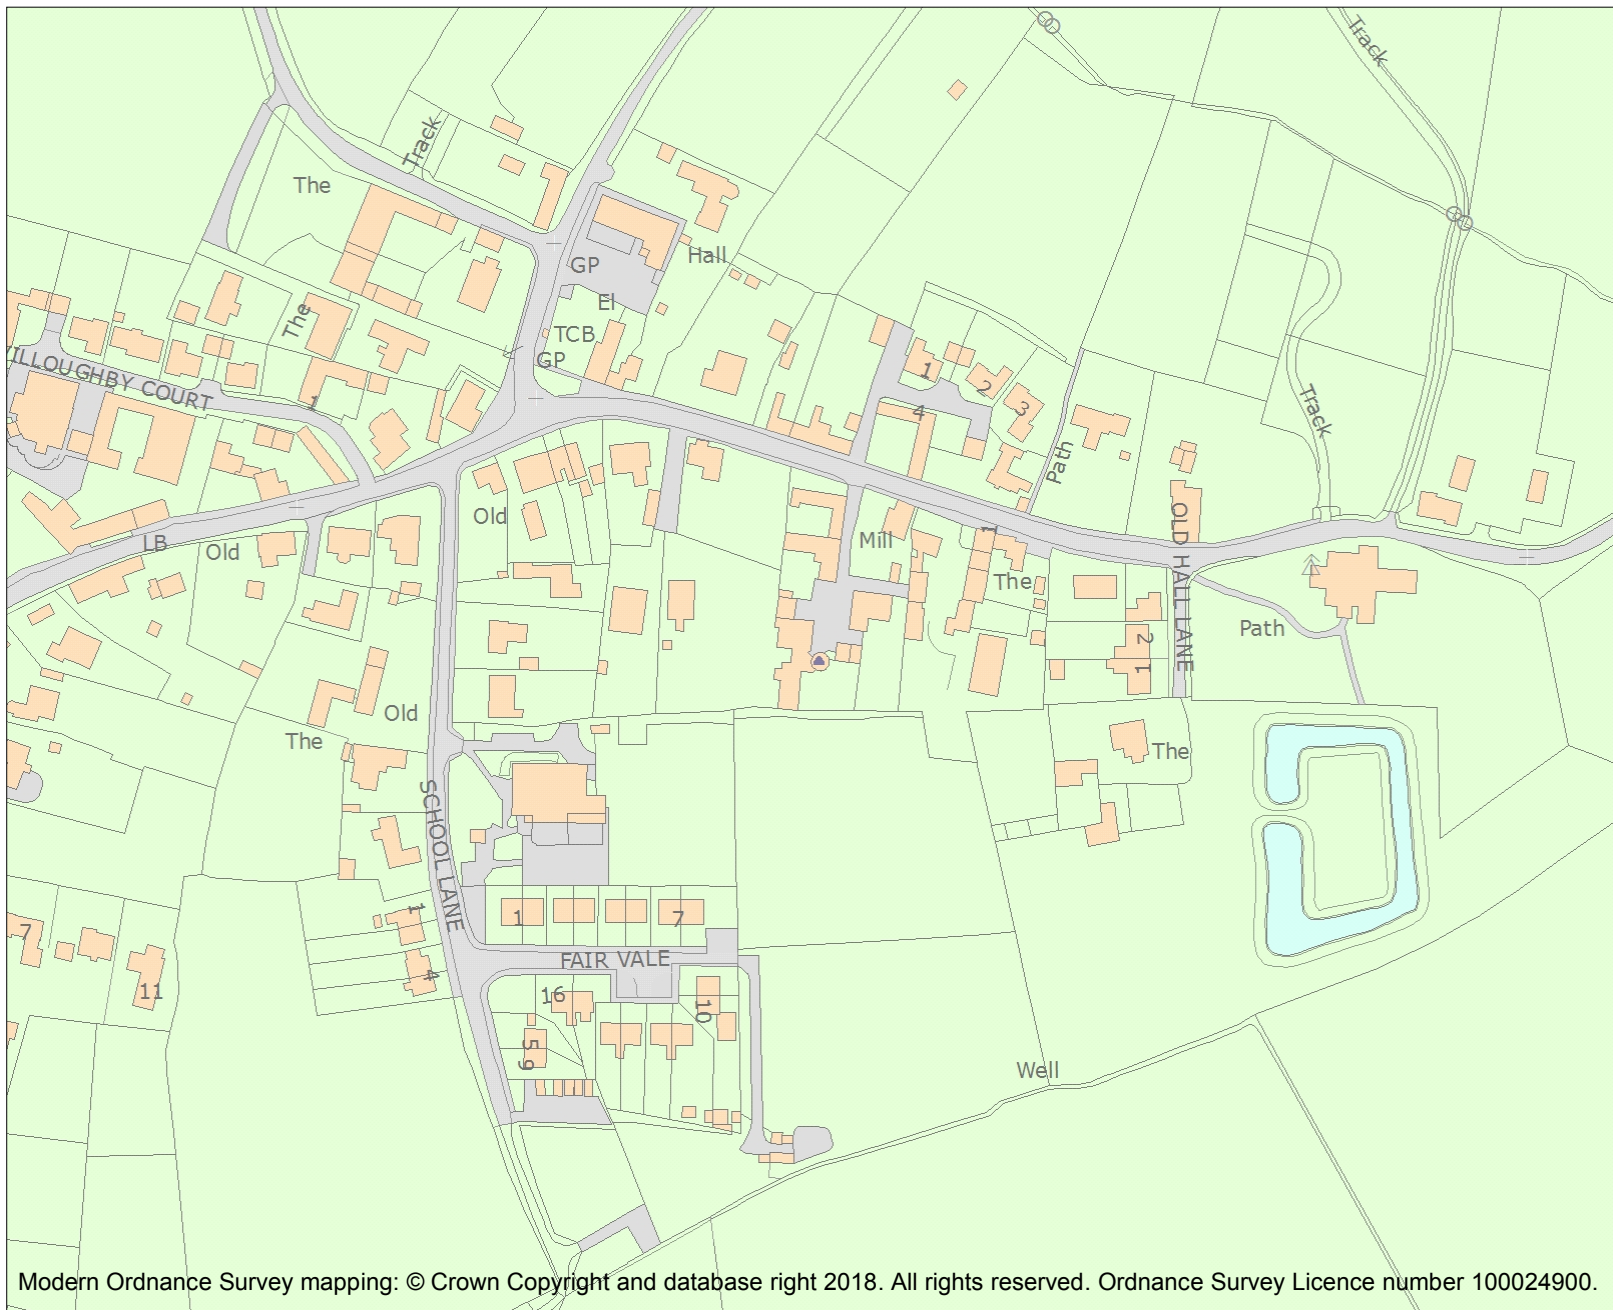 Track
Track
The
Hall
GP
El
The
TCB
GP
WILLOUGHBY COURT
1
1
2
3
4
Track
Path
Old
LB
Old
Mill
1
The
OLD HALL LANE
Path
2
1
Old
The
The
SCHOOL LANE
1
7
1
7
4
FAIR VALE
11
16
10
59
Well
Modern Ordnance Survey mapping: © Crown Copyright and database right 2018. All rights reserved. Ordnance Survey Licence number 100024900.